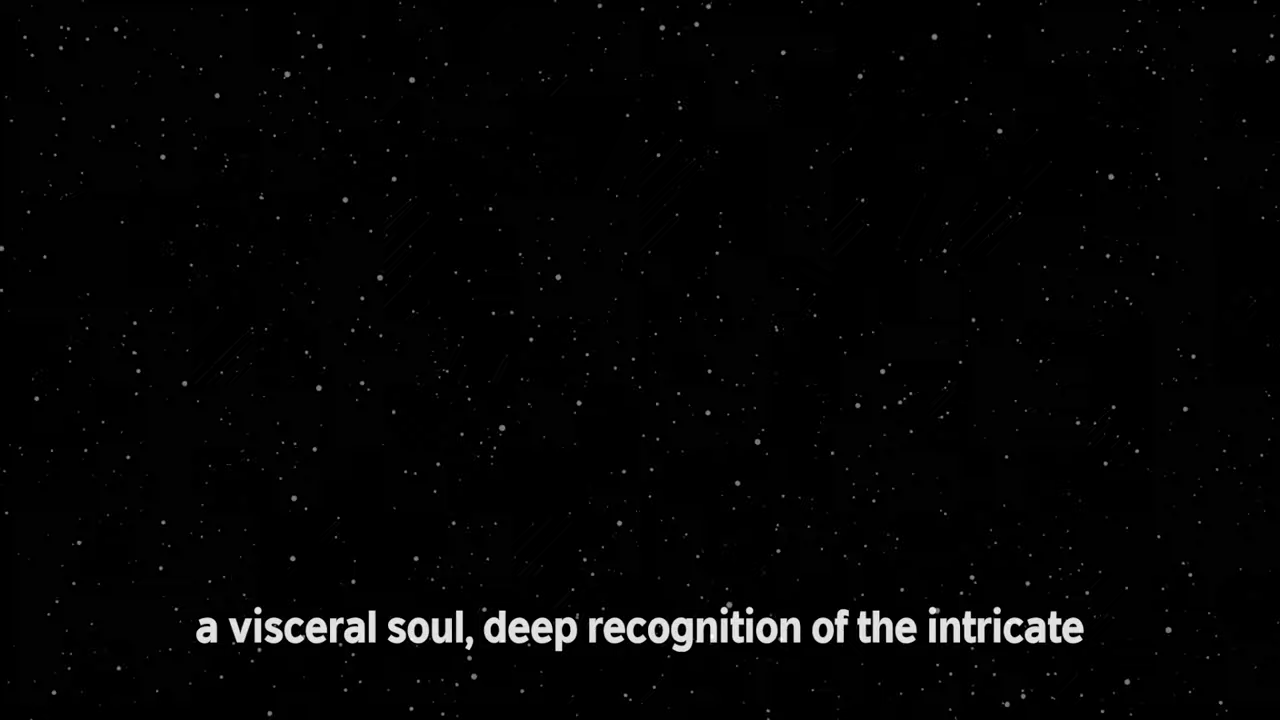 a visceral soul, deep recognition of the intricate